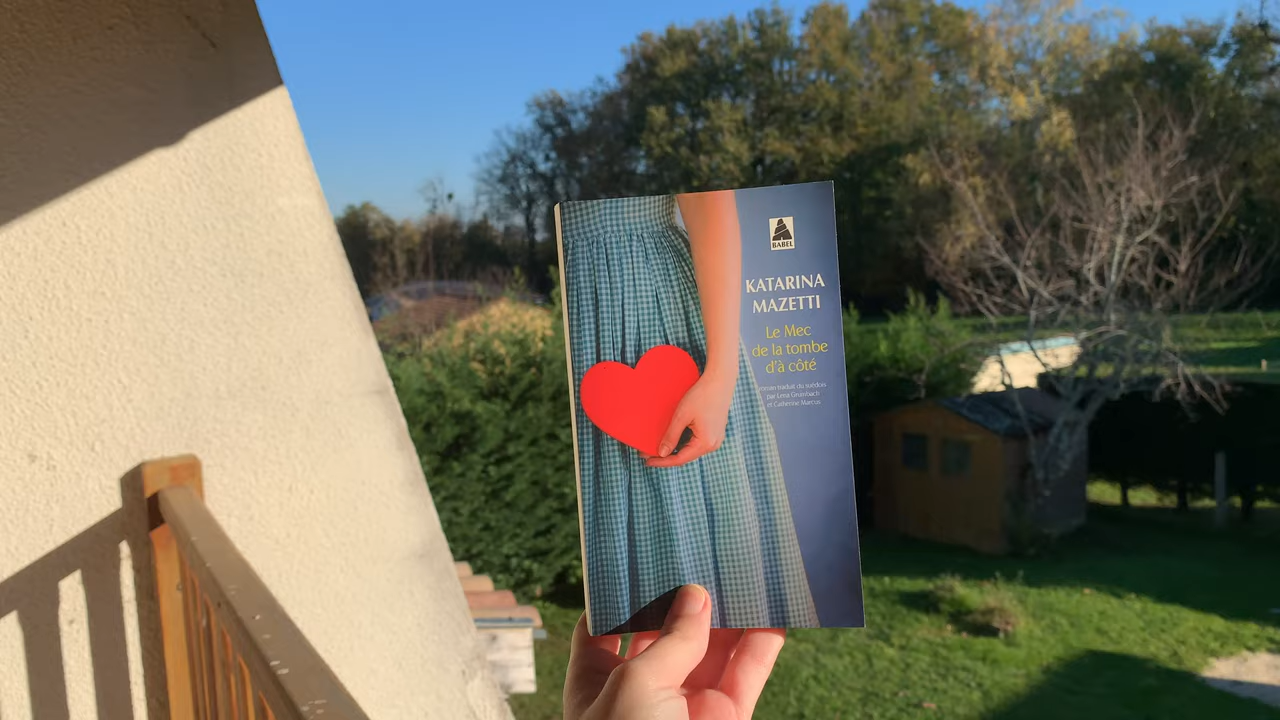 BABEL
KATARINA
MAZETTI
Le Mec
de la tombe
d'à côté
roman traduit du suédois
par Lena Grumbach
et Catherine Marcus